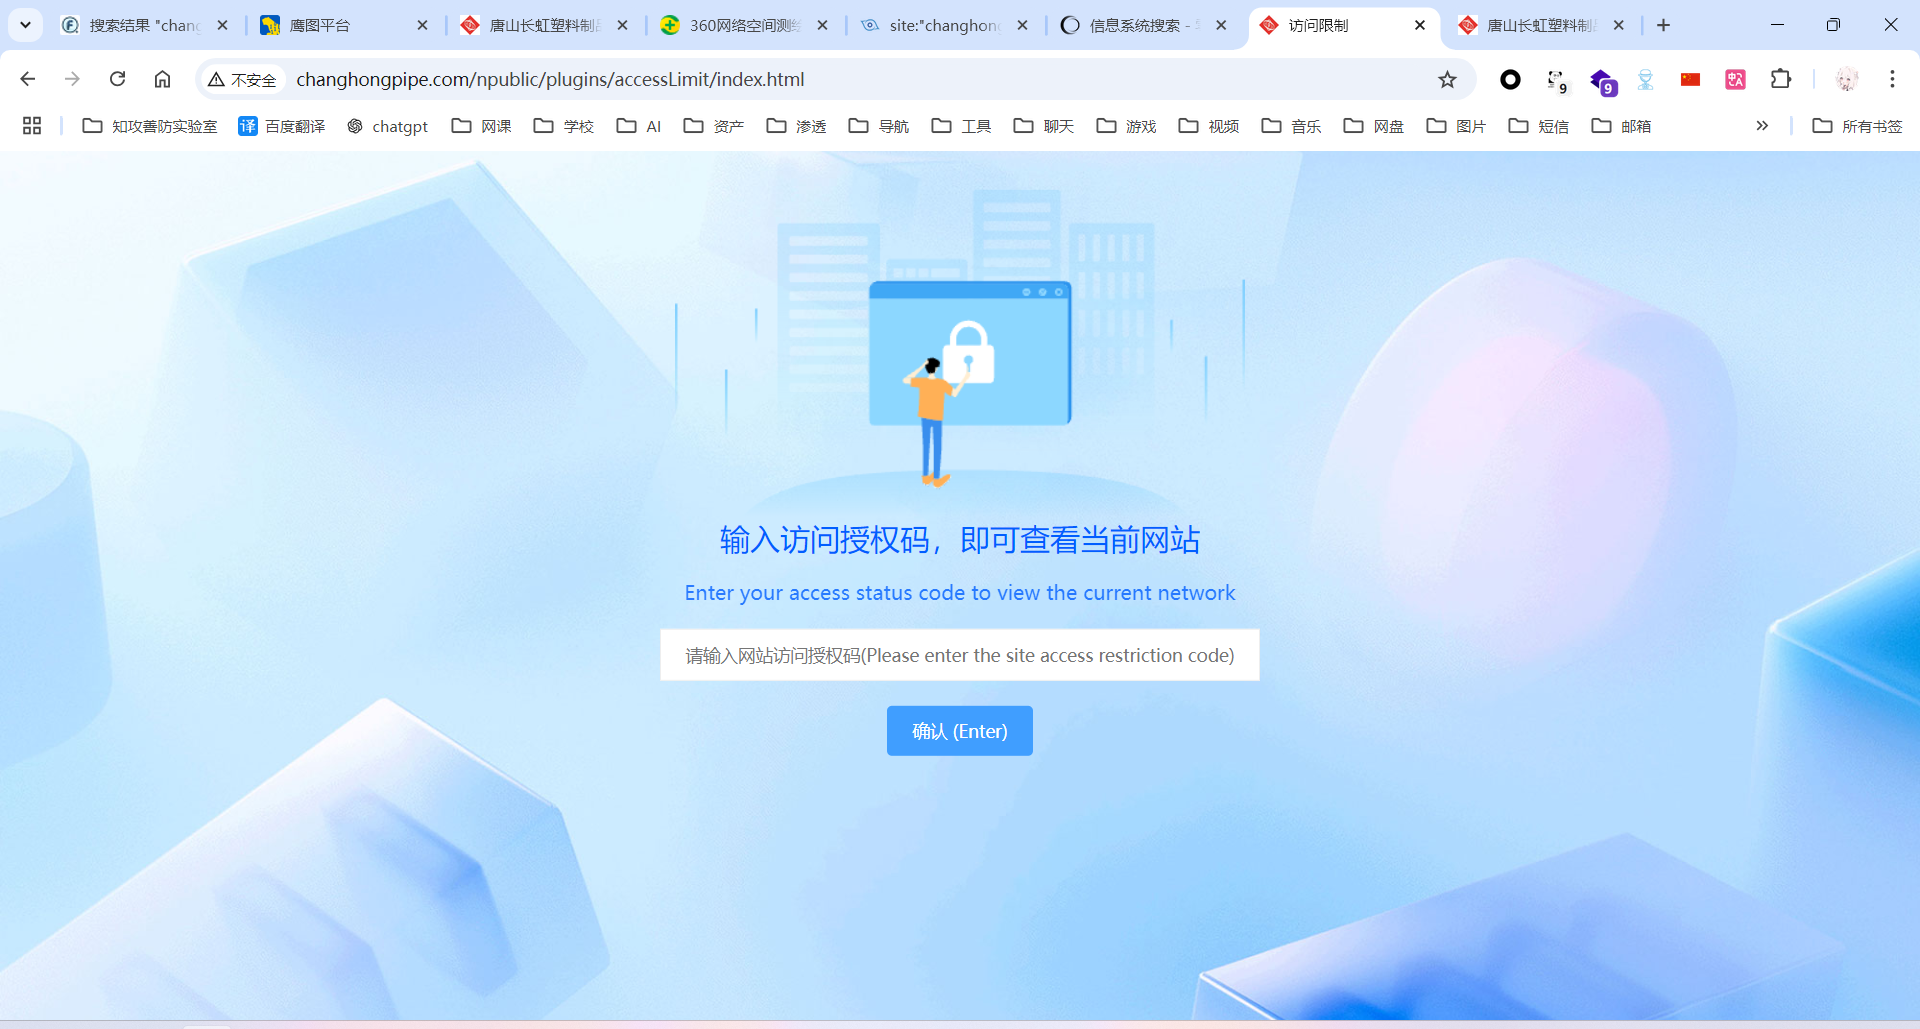 搜索结果 "chang
鹰图平台
唐山长虹塑料制
360网络空间测绘
site:"changhong
信息系统搜索 -
访问限制
唐山长虹塑料制
不安全
changhongpipe.com/npublic/plugins/accessLimit/index.html
9
9
知攻善防实验室
译
百度翻译
chatgpt
网课
学校
AI
资产
渗透
导航
工具
聊天
游戏
视频
音乐
网盘
图片
短信
邮箱
所有书签
输入访问授权码，即可查看当前网站
Enter your access status code to view the current network
请输入网站访问授权码(Please enter the site access restriction code)
确认 (Enter)